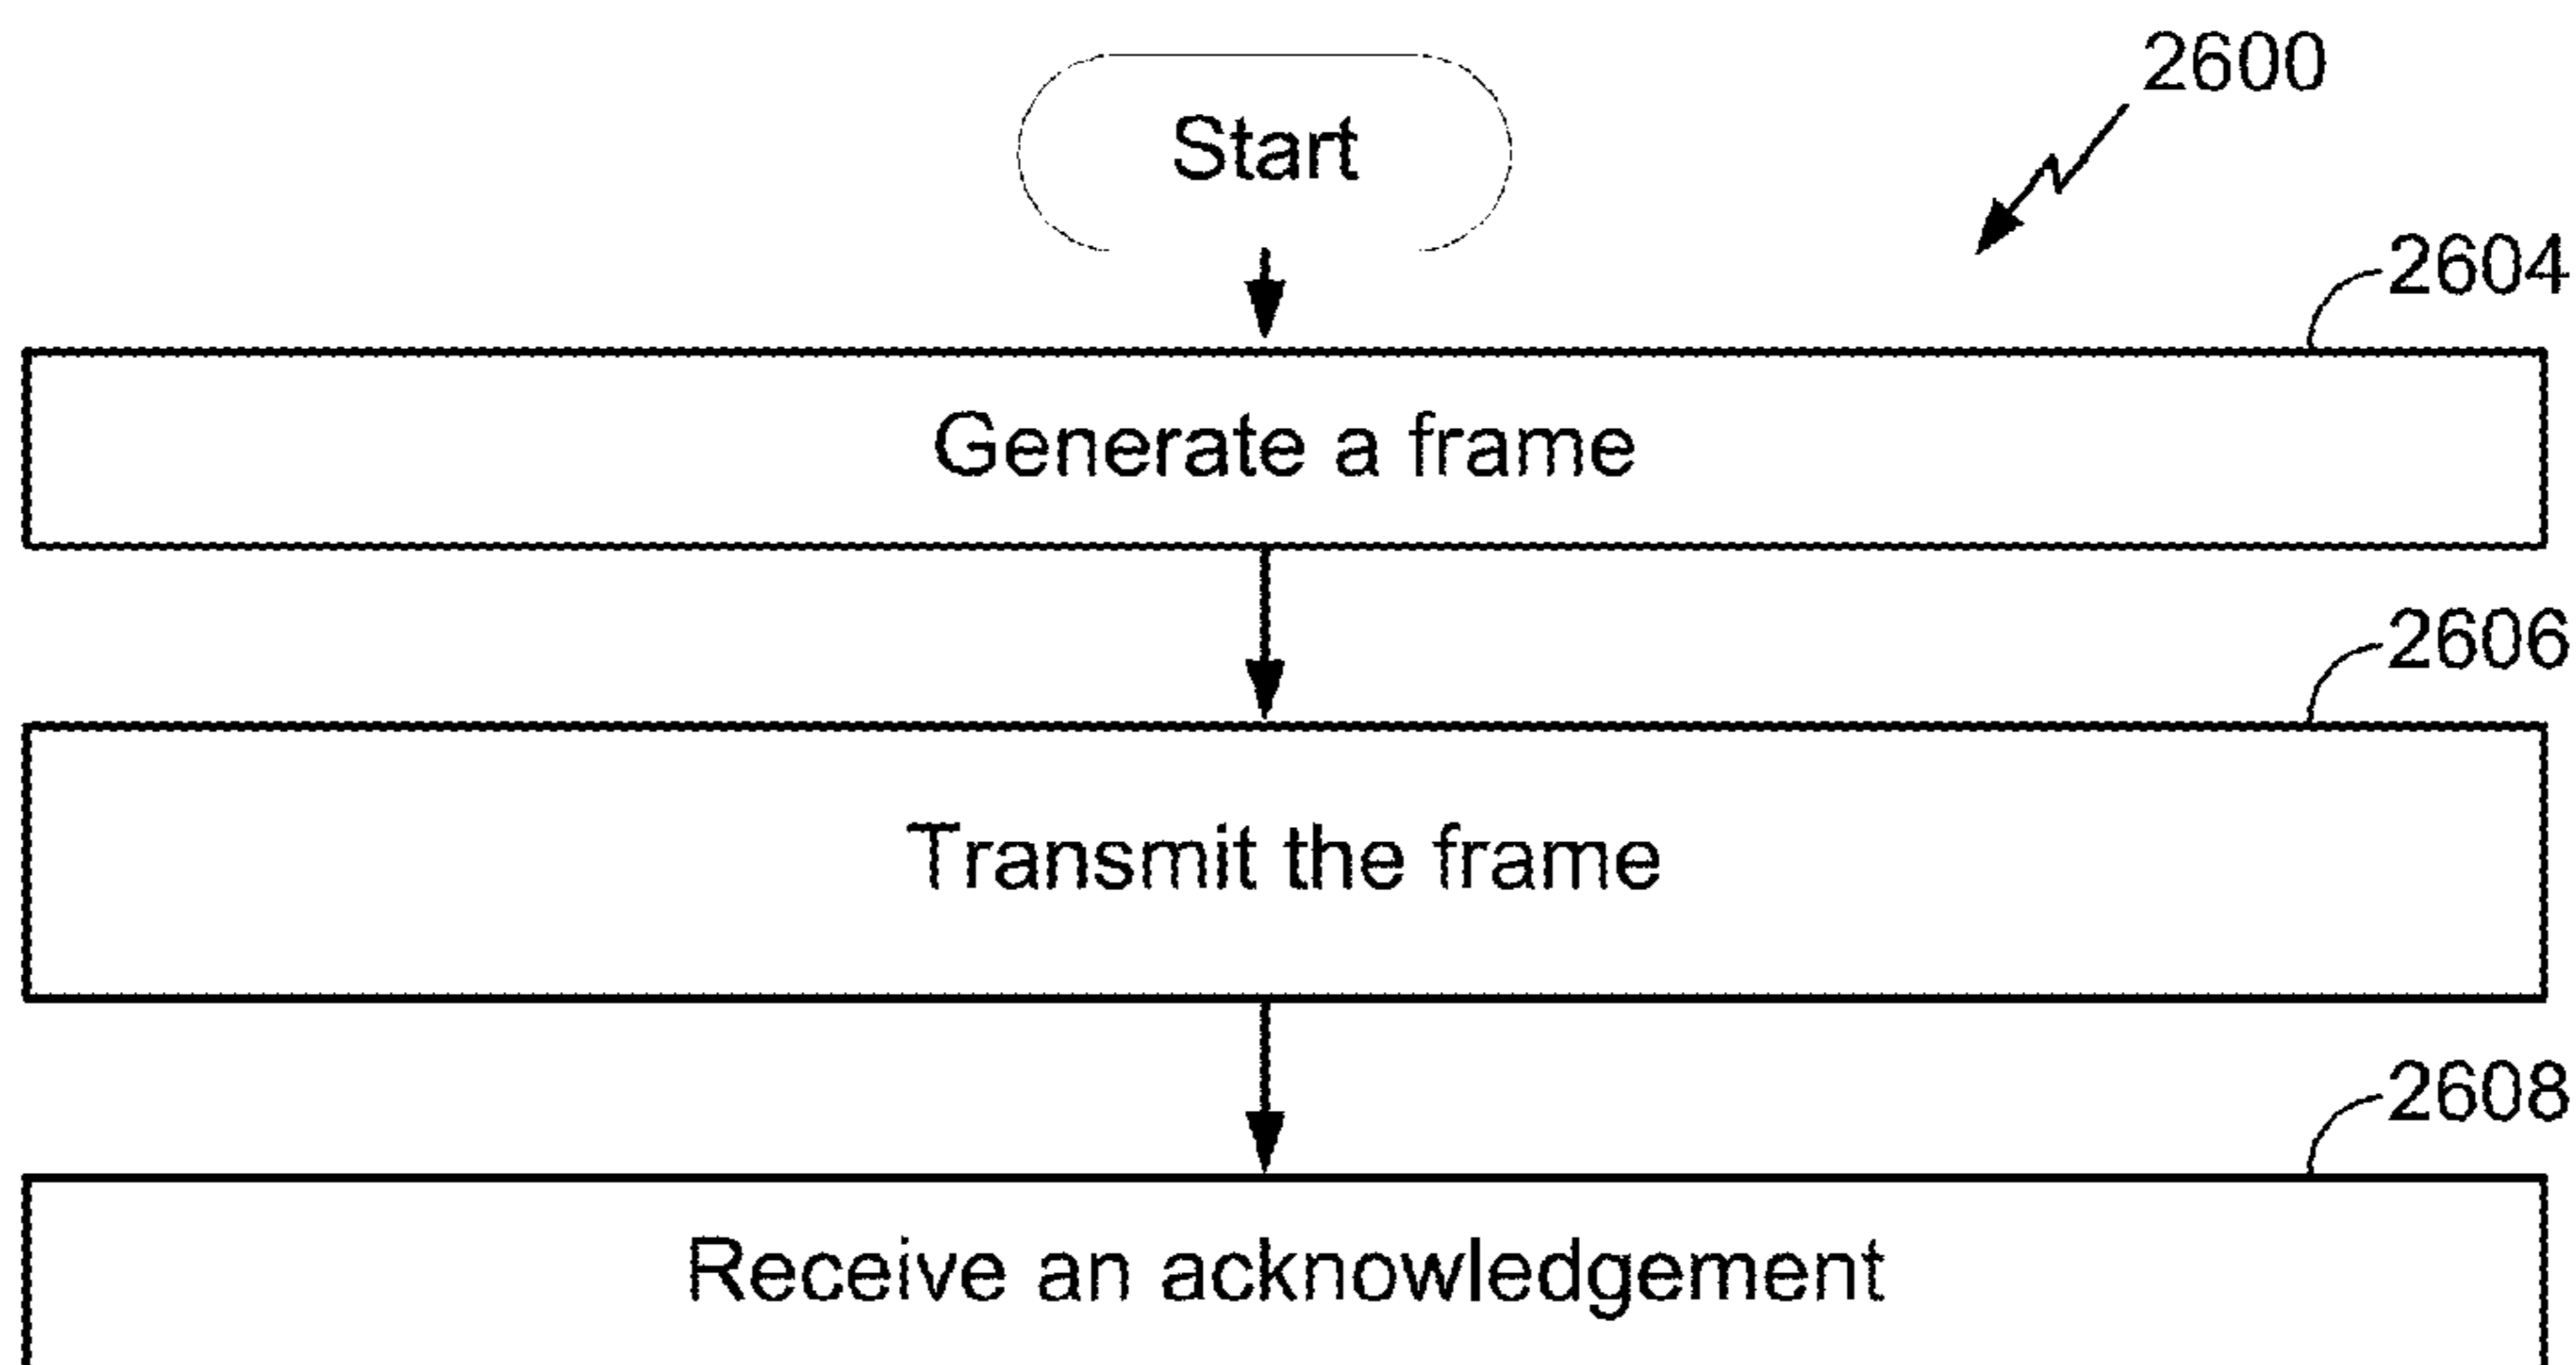 2600
Start
2604
Generate a frame
2606
Transmit the frame
2608
Receive an acknowledgement